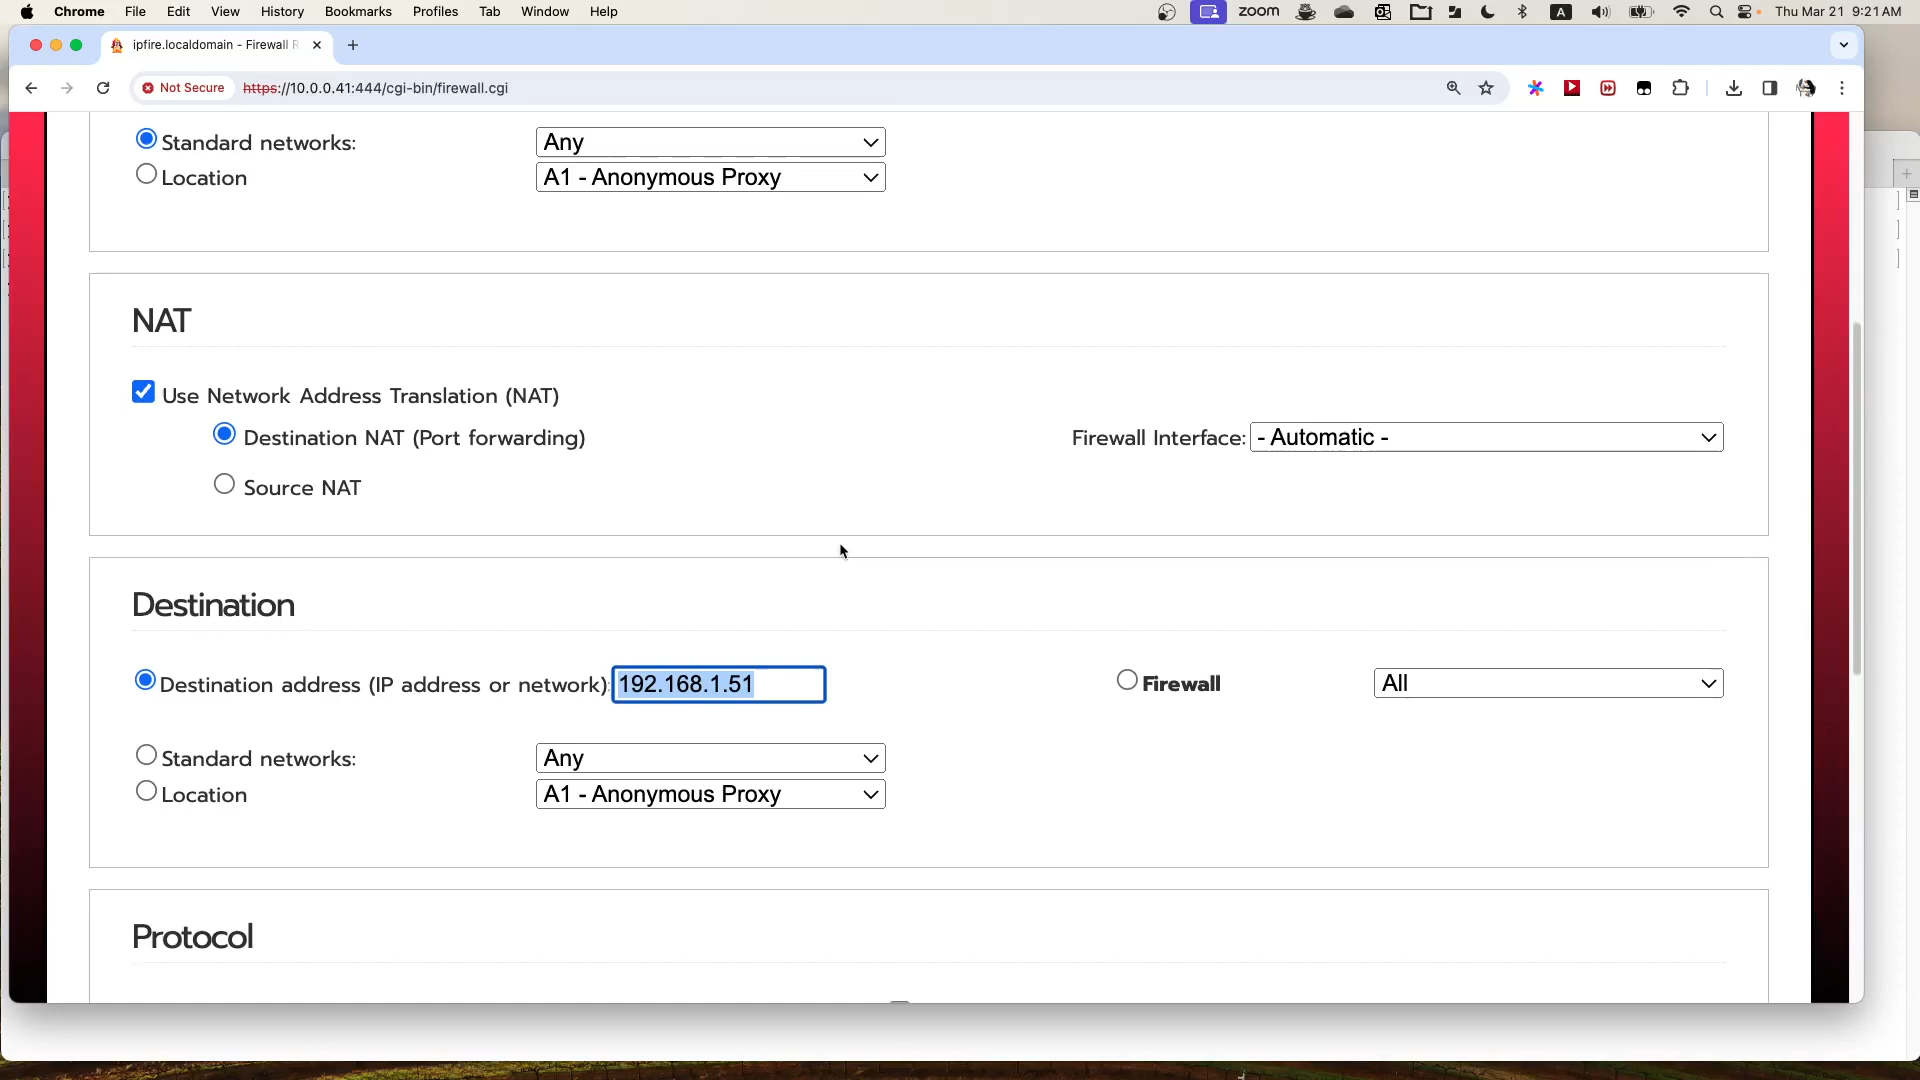 Chrome File Edit View History Bookmarks Profiles Tab Window Help zoom A Thu Mar 21 9:21 AM
ipfire.localdomain - Firewall R
Not Secure https://10.0.0.41:444/cgi-bin/firewall.cgi
Standard networks: Any
Location A1 - Anonymous Proxy
NAT
Use Network Address Translation (NAT)
Destination NAT (Port forwarding) Firewall Interface: - Automatic -
Source NAT
Destination
Destination address (IP address or network): 192.168.1.51 Firewall All
Standard networks: Any
Location A1 - Anonymous Proxy
Protocol